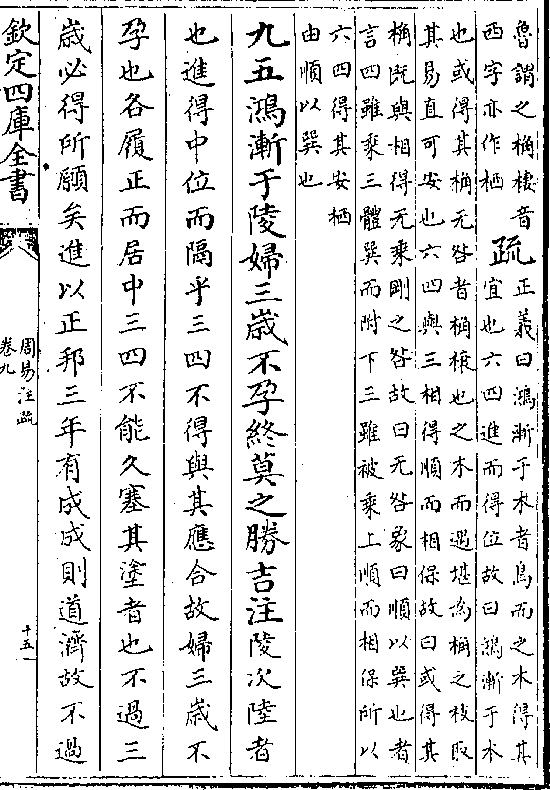 魯謂之桷棲音
西字亦作栖
疏
正義曰鴻漸于木者鳥而之木得其
宜也六四進而得位故曰鴻漸于木
也或得其桷无咎者桷榱也之木而遇堪為桷之枝取
其易直可安也六四與三相得順而相保故曰或得其
桷既與相得无乘剛之咎故曰无咎象曰順以巽也者
言四雖乘三體巽而附下三雖被乘上順而相保所以
六四得其安栖
由順以巽也
九五鴻漸于陵婦三歲不孕終莫之勝吉注陵次陸者
也進得中位而隔乎三四不得與其應合故婦三歲不
孕也各履正而居中三四不能久塞其塗者也不過三
歲必得所願矣進以正邦三年有成成則道濟故不過
欽定四庫全書
周易注疏
卷九
十五